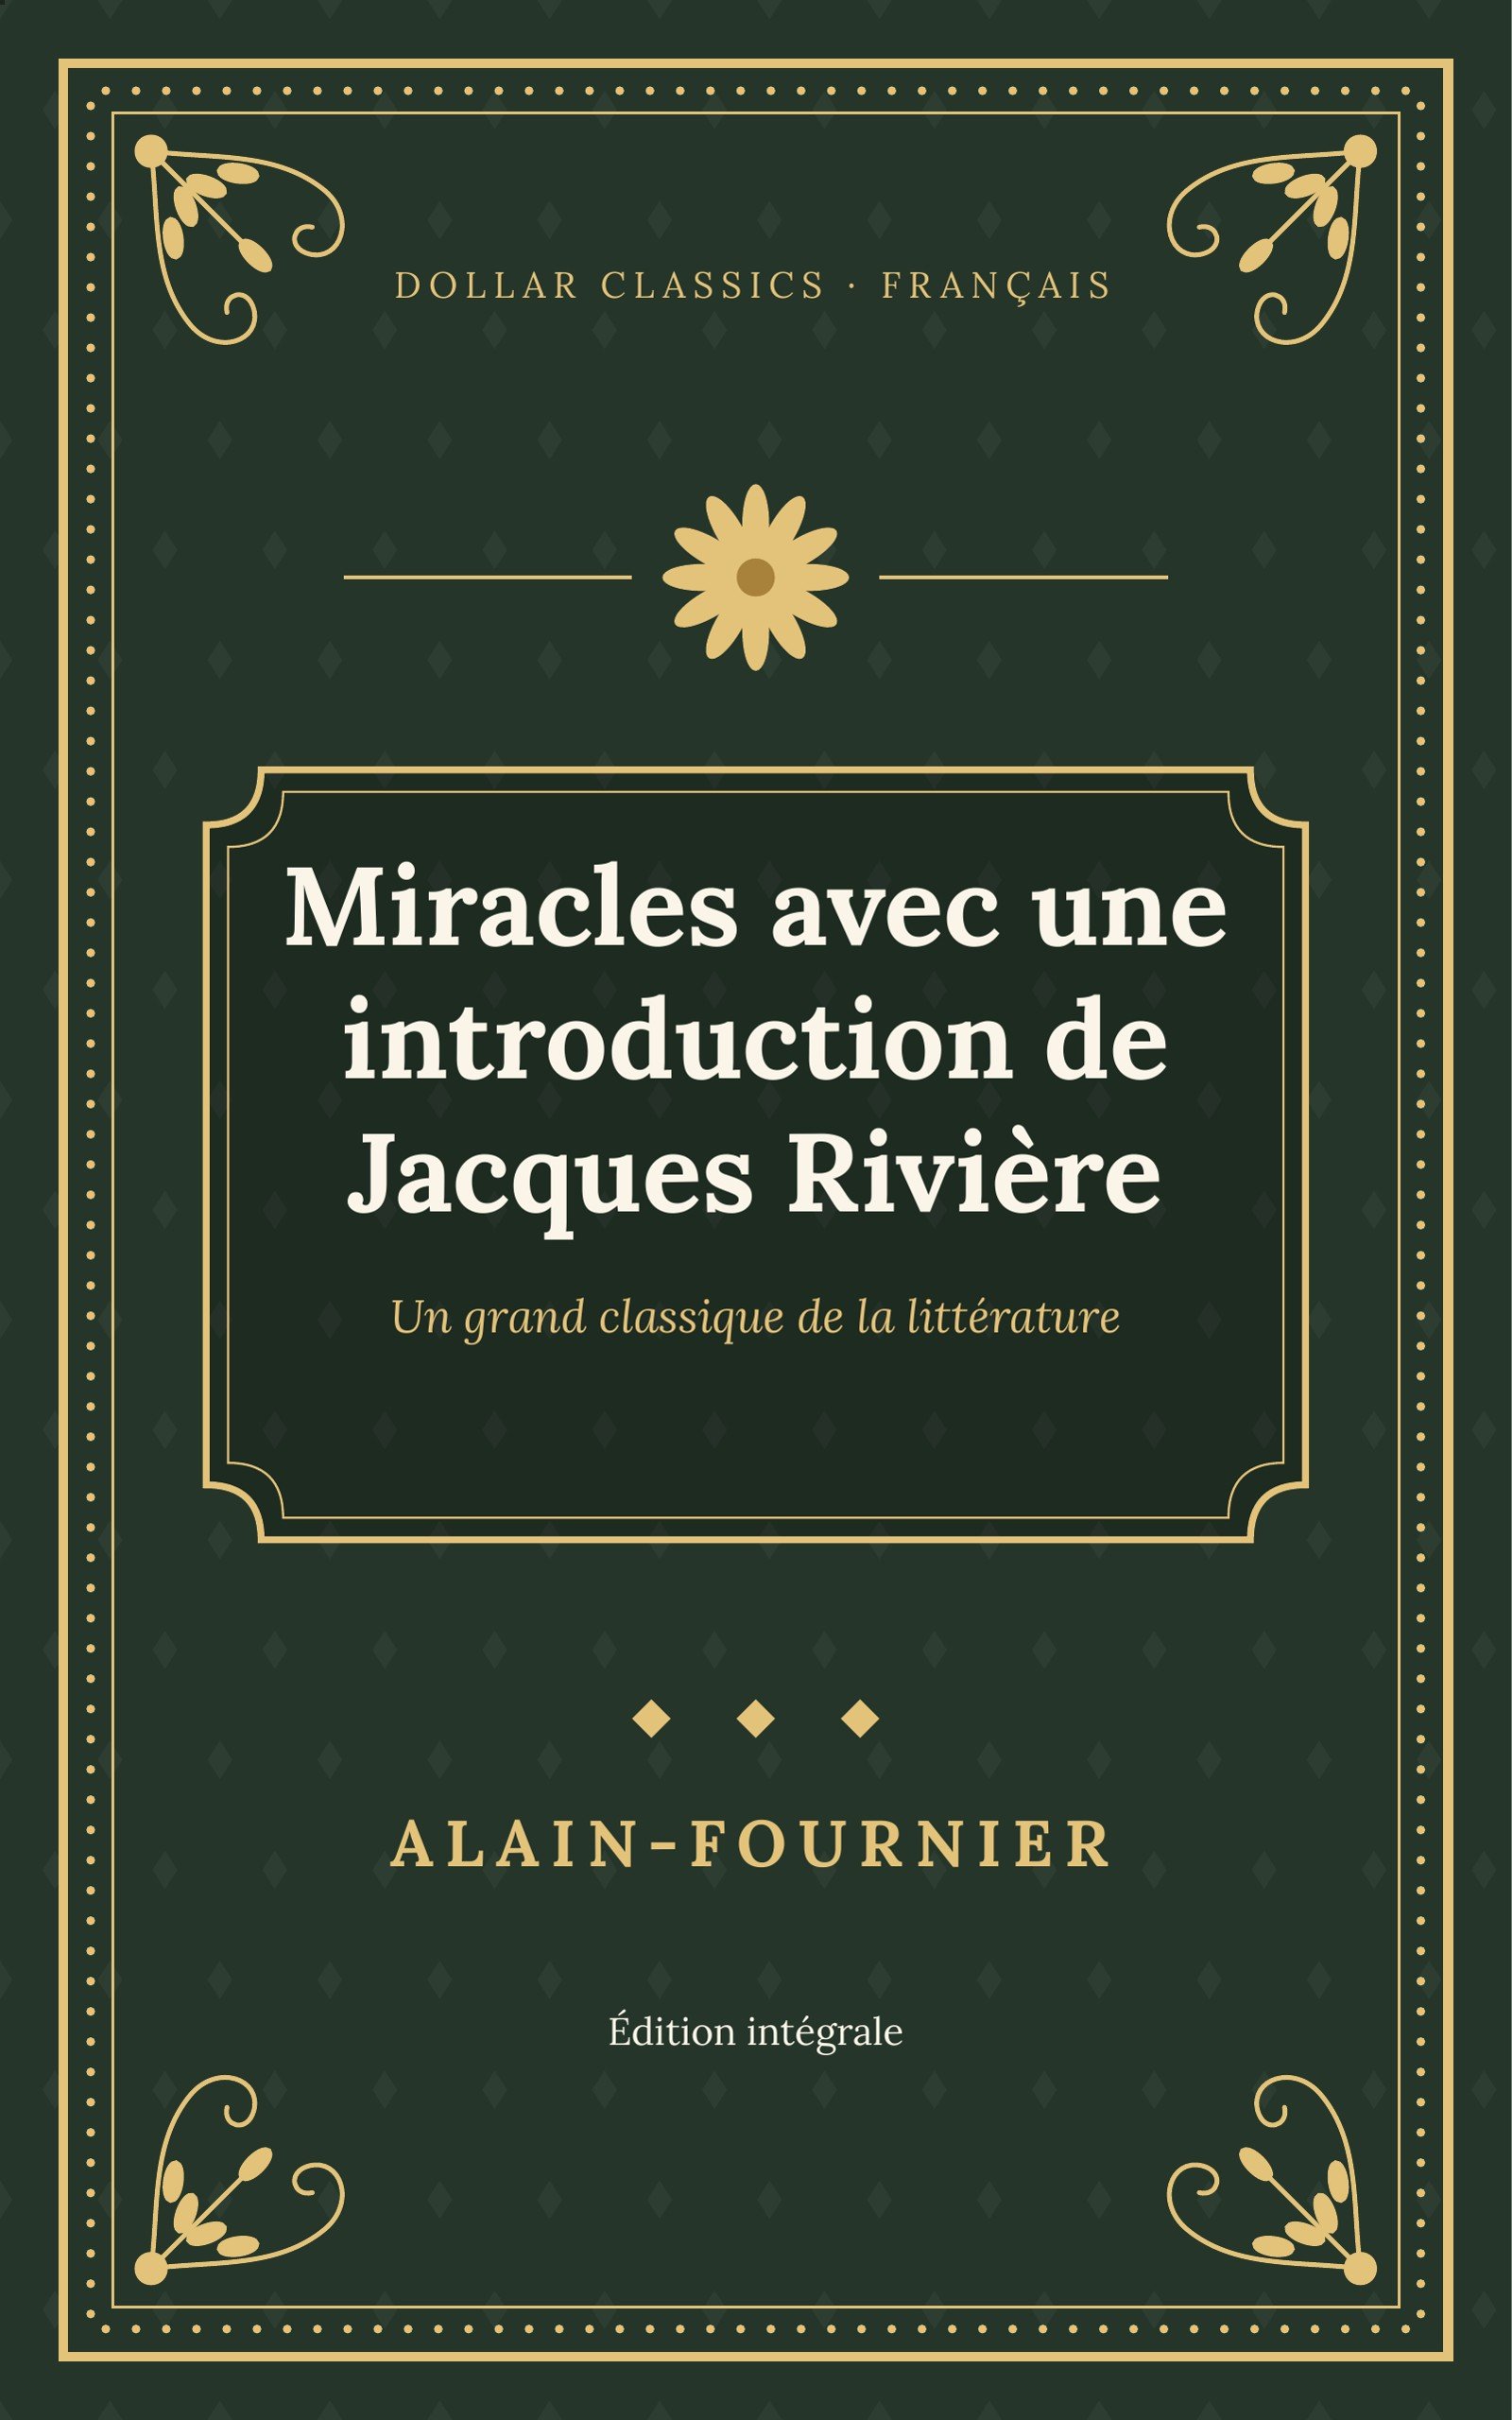 DOLLAR CLASSICS · FRANÇAIS
Miracles avec une
introduction de
Jacques Rivière
Un grand classique de la littérature
ALAIN-FOURNIER
Édition intégrale